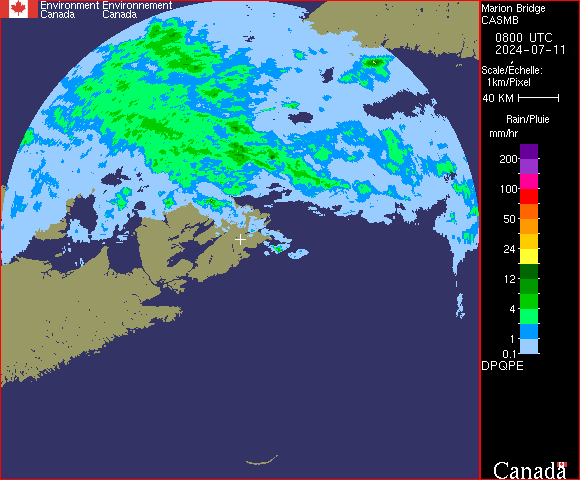 Environment Environnement
Canada Canada
Marion Bridge
CASMB
0800 UTC
2024-07-11
Scale/Échelle:
1km/Pixel
40 KM
Rain/Pluie
mm/hr
200
100
50
24
12
4
1
0.1
DPQPE
Canada